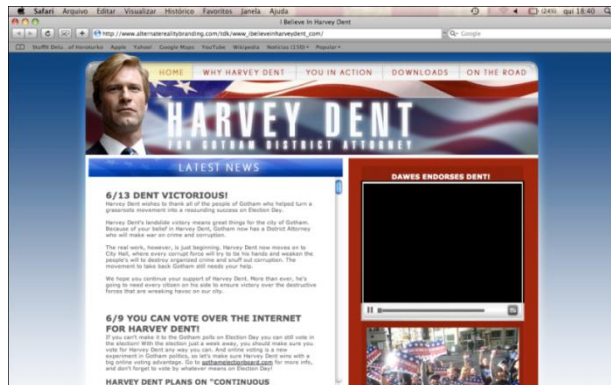 Safari Arquivo Editar Visualizar Histórico Favoritos Janela Ajuda (24%) qui 18:40
I Believe In Harvey Dent
http://www.alternaterealitybranding.com/tdk/www_ibelieveinharveydent_com/ Google
Apple Yahoo! Google Maps YouTube Wikipedia Notícias (158) Popular
HOME WHY HARVEY DENT YOU IN ACTION DOWNLOADS ON THE ROAD
HARVEY DENT
FOR GOTHAM DISTRICT ATTORNEY
LATEST NEWS
DAWES ENDORSES DENT!
6/13 DENT VICTORIOUS!
Harvey Dent wishes to thank all of the people of Gotham who helped turn a
grassroots movement into a resounding success on Election Day.
Harvey Dent's landslide victory means great things for the city of Gotham.
Because of your belief in Harvey Dent, Gotham now has a District Attorney
who will make war on crime and corruption.
The real work, however, is just beginning. Harvey Dent now moves on to
City Hall, where every corrupt force will try to tie his hands and weaken the
people's will to destroy organized crime and snuff out corruption. The
movement to take back Gotham still needs your help.
We hope you continue your support of Harvey Dent. More than ever, he's
going to need every citizen on his side to ensure victory over the destructive
forces that are wreaking havoc on our city.
6/9 YOU CAN VOTE OVER THE INTERNET
FOR HARVEY DENT!
If you can't make it to the Gotham polls on Election Day you can still vote in
the election! With the election just a week away, you should make sure you
vote for Harvey Dent any way you can. And online voting is a new
experiment in Gotham politics, so let's make sure Harvey wins with a
big online voting advantage. Go to gothamelectionboard.com for more info,
and don't forget to vote by whatever means on Election Day!
HARVEY DENT PLANS ON "CONTINUOUS